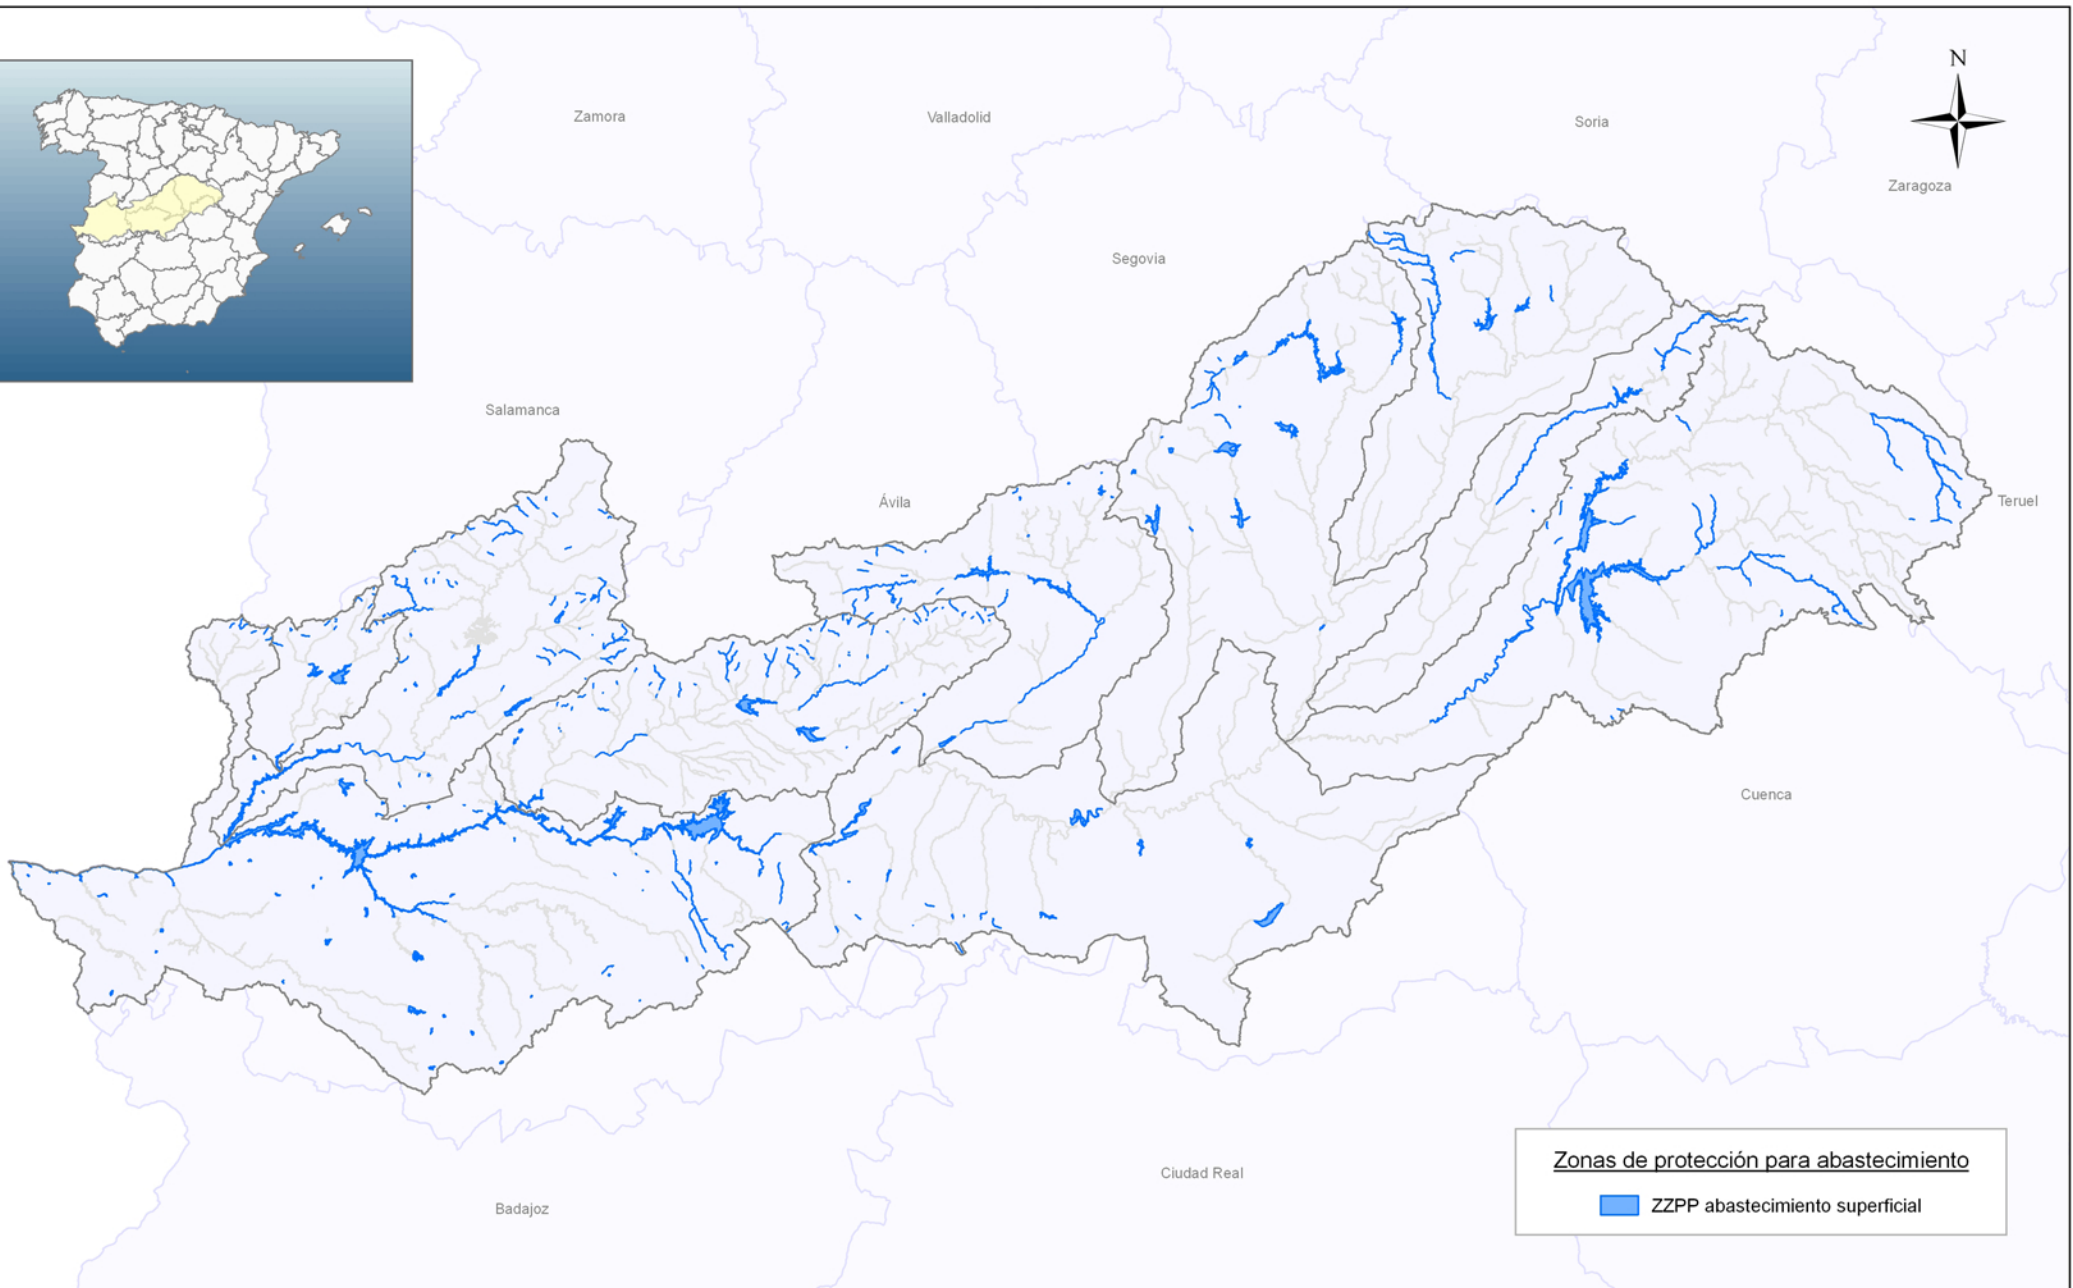 N
Zamora
Valladolid
Soria
Zaragoza
Segovia
Salamanca
Ávila
Teruel
Cuenca
Ciudad Real
Badajoz
Zonas de protección para abastecimiento
ZZPP abastecimiento superficial